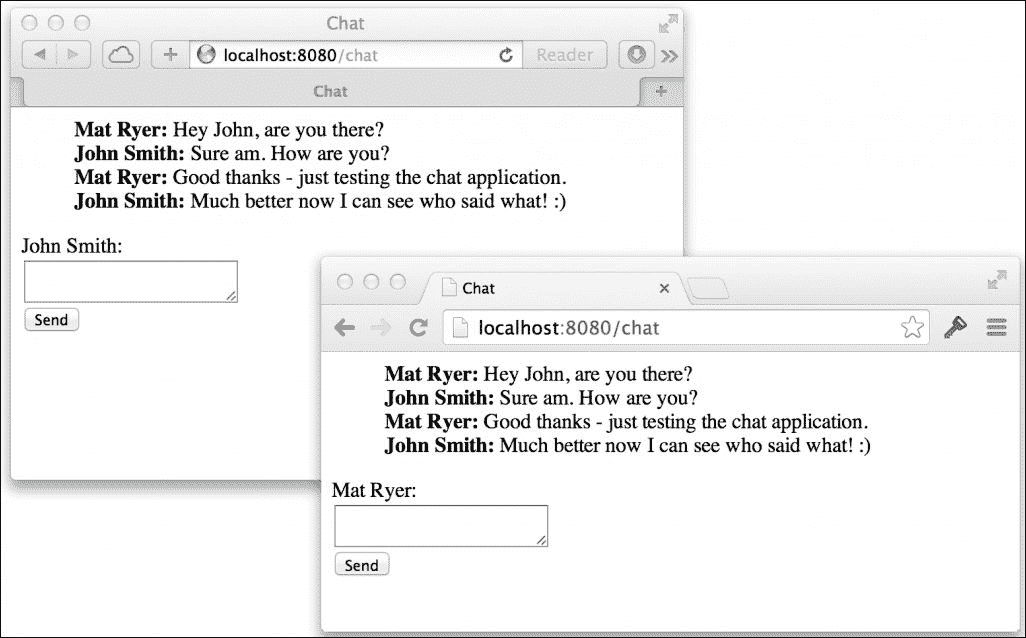 Chat
localhost:8080/chat
Reader
Chat
Mat Ryer: Hey John, are you there?
John Smith: Sure am. How are you?
Mat Ryer: Good thanks - just testing the chat application.
John Smith: Much better now I can see who said what! :)
John Smith:
Send
Chat
localhost:8080/chat
Mat Ryer: Hey John, are you there?
John Smith: Sure am. How are you?
Mat Ryer: Good thanks - just testing the chat application.
John Smith: Much better now I can see who said what! :)
Mat Ryer:
Send